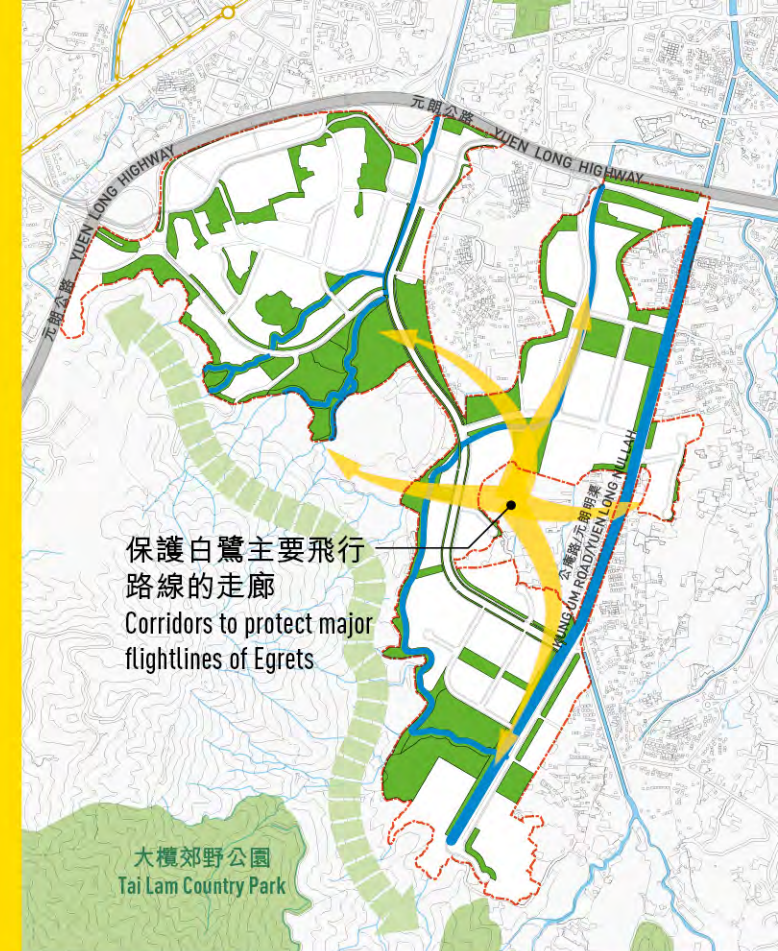 元朗公路 YUEN LONG HIGHWAY
元朗公路 YUEN LONG HIGHWAY
保護白鷺主要飛行
路線的走廊
Corridors to protect major
flightlines of Egrets
公庵路/元朗明渠
KUNG UM ROAD/YUEN LONG NULLAH
大欖郊野公園
Tai Lam Country Park